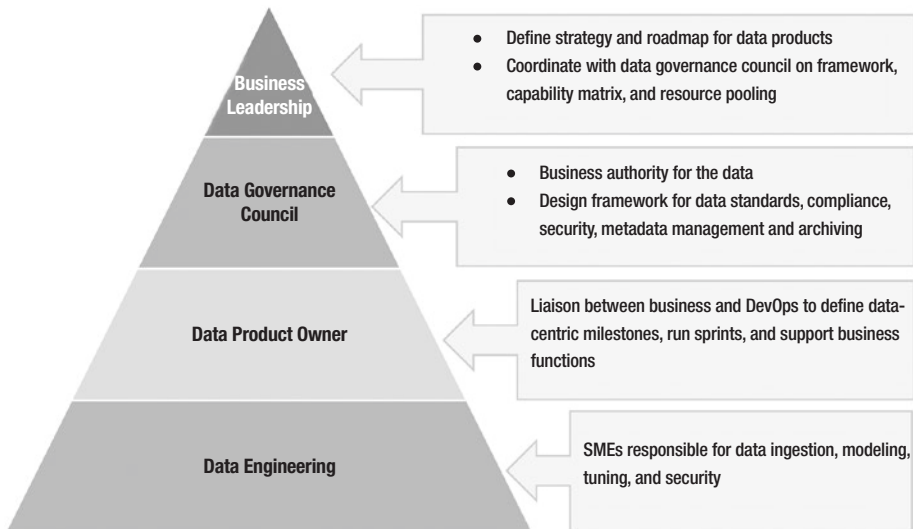 Business
Leadership
● Define strategy and roadmap for data products
● Coordinate with data governance council on framework,
capability matrix, and resource pooling
Data Governance
Council
● Business authority for the data
● Design framework for data standards, compliance,
security, metadata management and archiving
Data Product Owner
Liaison between business and DevOps to define data-
centric milestones, run sprints, and support business
functions
Data Engineering
SMEs responsible for data ingestion, modeling,
tuning, and security